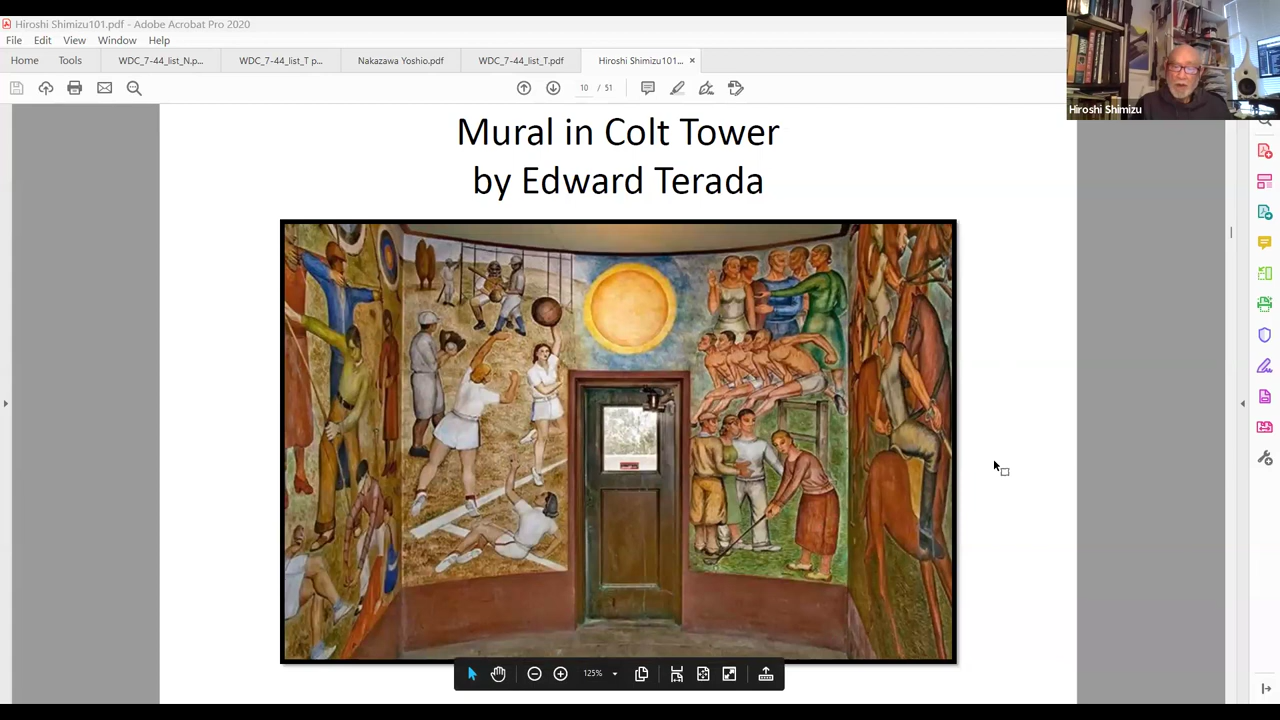 Hiroshi Shimizu101.pdf - Adobe Acrobat Pro 2020
File Edit View Window Help
Home Tools WDC_7-44_list_N.p... WDC_7-44_list_T p... Nakazawa Yoshio.pdf WDC_7-44_list_T.pdf Hiroshi Shimizu101... ×
10 / 51
Hiroshi Shimizu
Mural in Colt Tower
by Edward Terada
125%